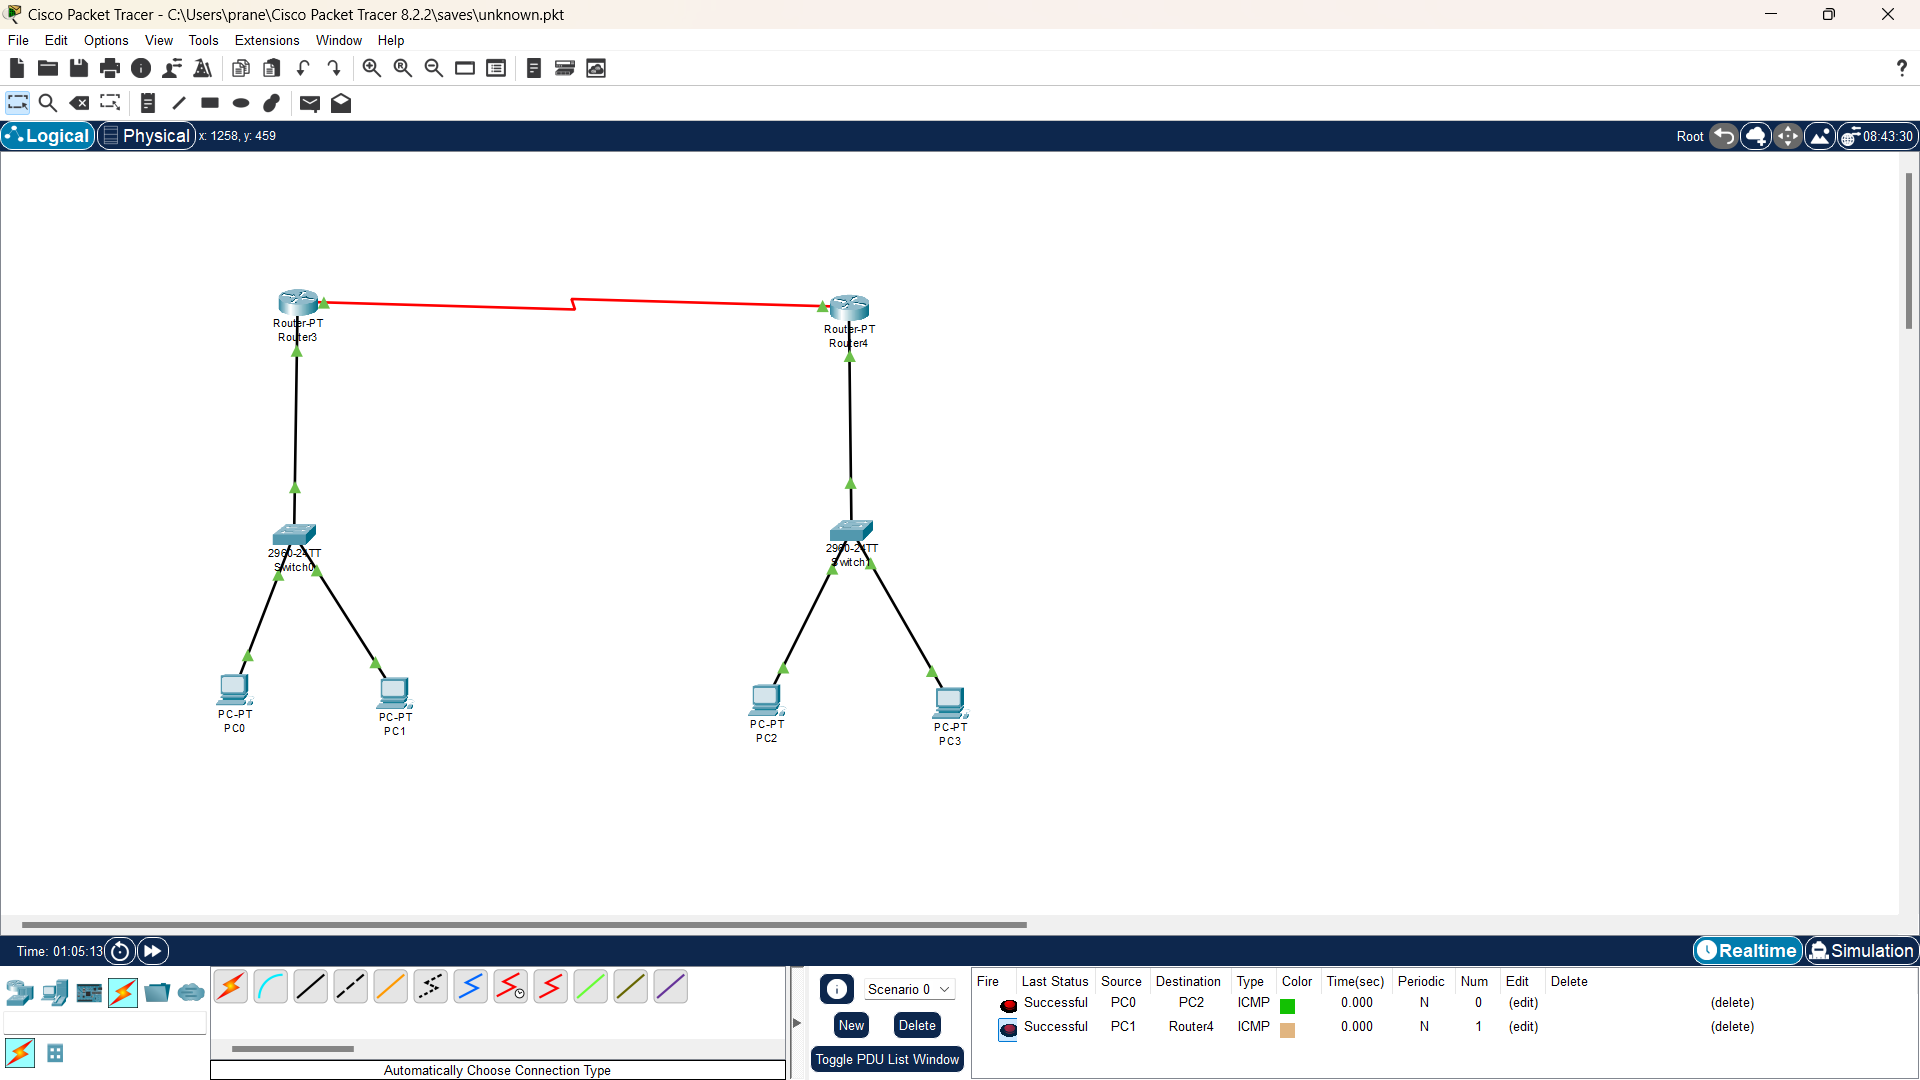 Cisco Packet Tracer - C:\Users\prane\Cisco Packet Tracer 8.2.2\saves\unknown.pkt
File Edit Options View Tools Extensions Window Help
Logical Physical x: 1258, y: 459 Root 08:43:30
Router-PT
Router3
Router-PT
Router4
2960-24TT
Switch0
2960-24TT
Switch1
PC-PT
PC0
PC-PT
PC1
PC-PT
PC2
PC-PT
PC3
Time: 01:05:13 Realtime Simulation
Scenario 0
New Delete
Toggle PDU List Window
Fire Last Status Source Destination Type Color Time(sec) Periodic Num Edit Delete
Successful PC0 PC2 ICMP 0.000 N 0 (edit) (delete)
Successful PC1 Router4 ICMP 0.000 N 1 (edit) (delete)
Automatically Choose Connection Type